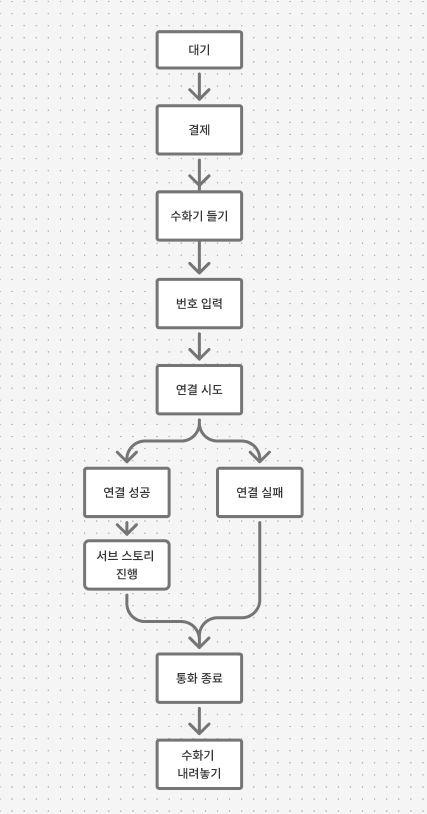 대기
결제
수화기 들기
번호 입력
연결 시도
연결 성공
연결 실패
서브 스토리
진행
통화 종료
수화기
내려놓기